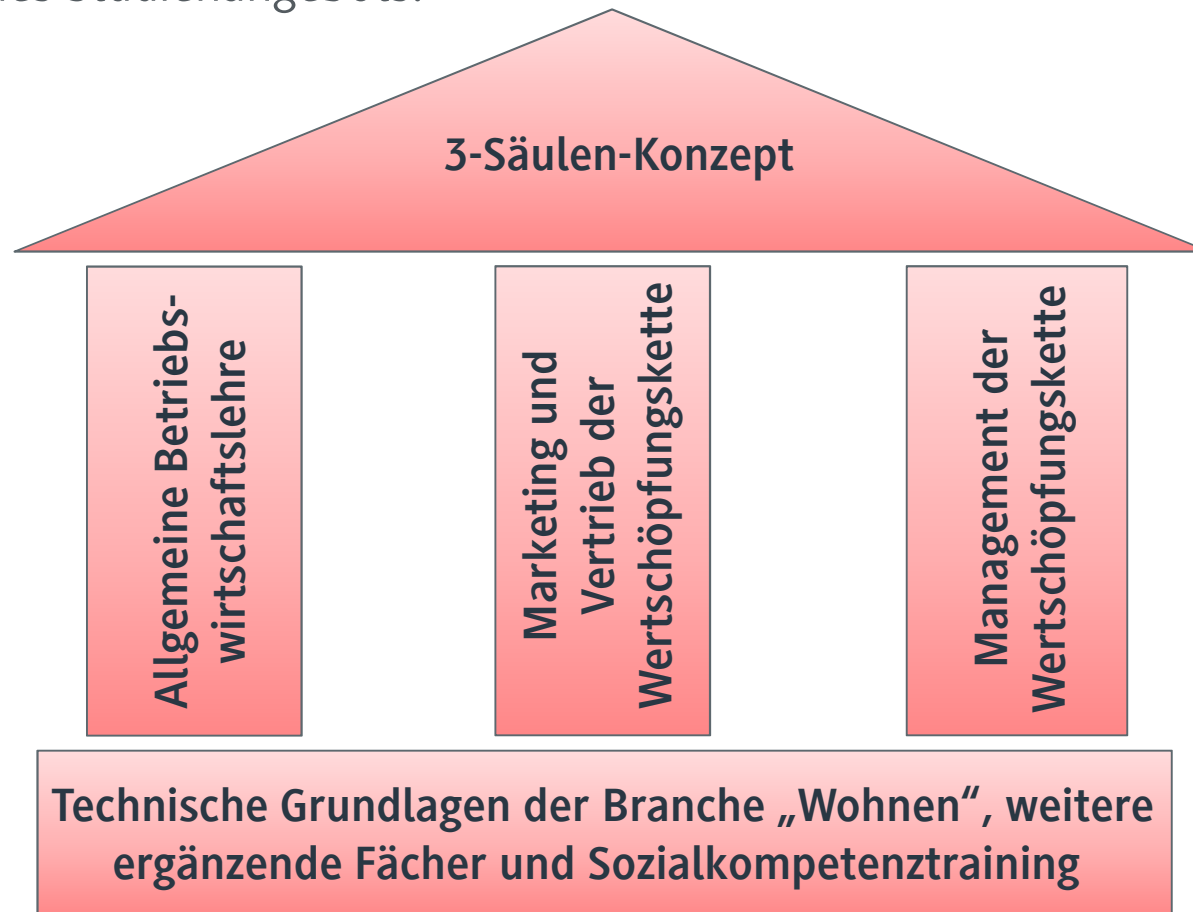 Studienangebots.
3-Säulen-Konzept
Allgemeine Betriebs-
wirtschaftslehre
Marketing und
Vertrieb der
Wertschöpfungskette
Management der
Wertschöpfungskette
Technische Grundlagen der Branche „Wohnen“, weitere
ergänzende Fächer und Sozialkompetenztraining